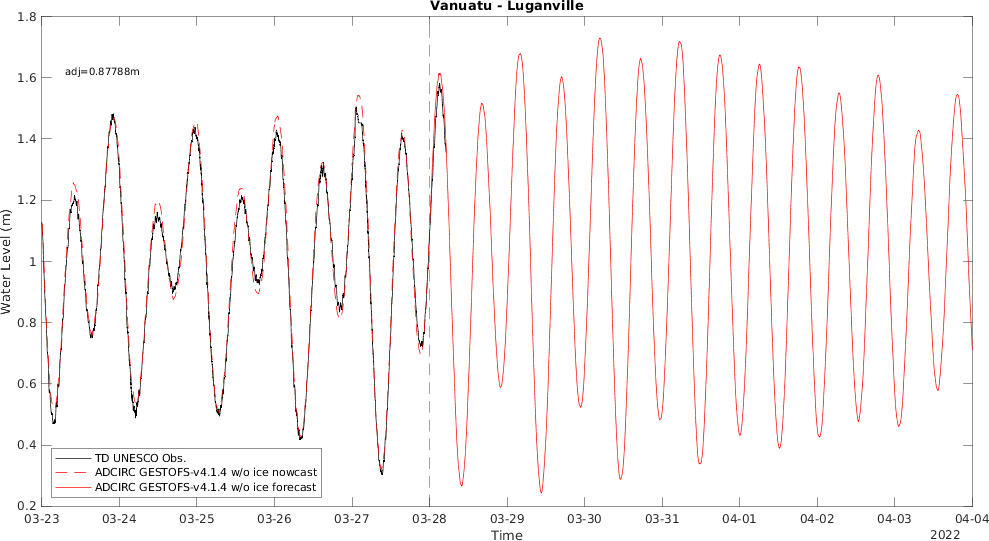 Vanuatu - Luganville
1.8
1.6
1.4
1.2
1
0.8
0.6
0.4
0.2
Water Level (m)
adj=0.87788m
TD UNESCO Obs.
ADCIRC GESTOFS-v4.1.4 w/o ice nowcast
ADCIRC GESTOFS-v4.1.4 w/o ice forecast
03-23 03-24 03-25 03-26 03-27 03-28 03-29 03-30 03-31 04-01 04-02 04-03 04-04
Time
2022